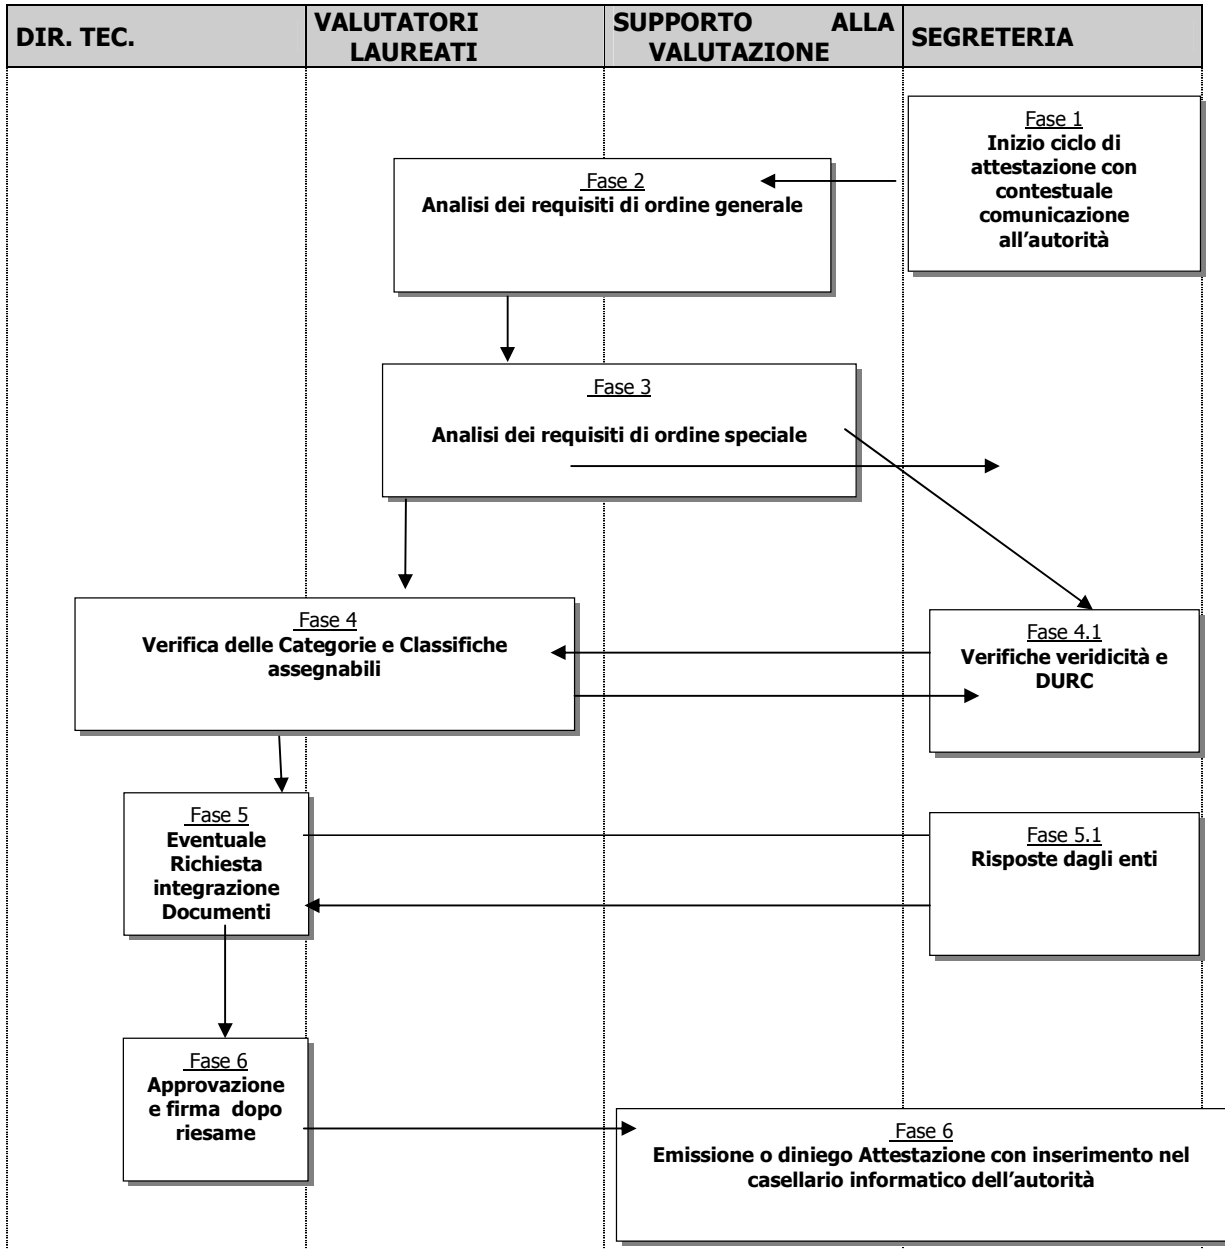 DIR. TEC.
VALUTATORI
LAUREATI
SUPPORTO ALLA
VALUTAZIONE
SEGRETERIA
Fase 1
Inizio ciclo di
attestazione con
contestuale
comunicazione
all’autorità
Fase 2
Analisi dei requisiti di ordine generale
Fase 3
Analisi dei requisiti di ordine speciale
Fase 4
Verifica delle Categorie e Classifiche
assegnabili
Fase 4.1
Verifiche veridicità e
DURC
Fase 5
Eventuale
Richiesta
integrazione
Documenti
Fase 5.1
Risposte dagli enti
Fase 6
Approvazione
e firma dopo
riesame
Fase 6
Emissione o diniego Attestazione con inserimento nel
casellario informatico dell’autorità